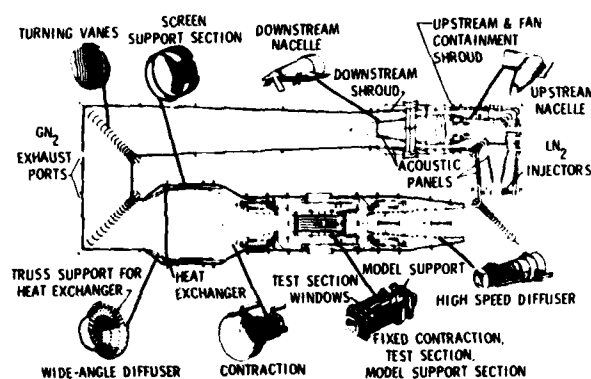 TURNING VANES
SCREEN
SUPPORT SECTION
DOWNSTREAM
NACELLE
DOWNSTREAM
SHROUD
UPSTREAM & FAN
CONTAINMENT
SHROUD
UPSTREAM
NACELLE
GN2
EXHAUST
PORTS
ACOUSTIC
PANELS
LN2
INJECTORS
TRUSS SUPPORT FOR
HEAT EXCHANGER
HEAT
EXCHANGER
TEST SECTION
WINDOWS
MODEL SUPPORT
HIGH SPEED DIFFUSER
WIDE-ANGLE DIFFUSER
CONTRACTION
FIXED CONTRACTION,
TEST SECTION,
MODEL SUPPORT SECTION